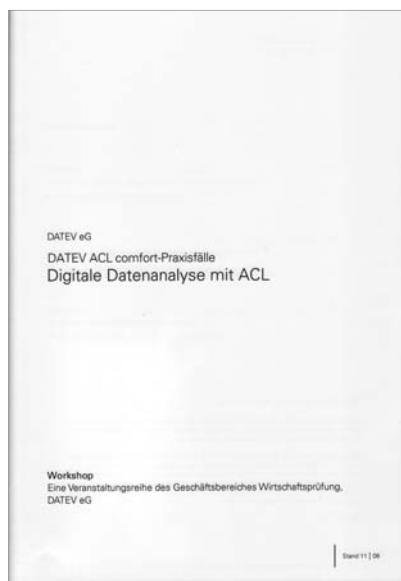 DATEV eG
DATEV ACL comfort-Praxisfälle
Digitale Datenanalyse mit ACL
Workshop
Eine Veranstaltungsreihe des Geschäftsbereiches Wirtschaftsprüfung,
DATEV eG
Stand 11 | 08